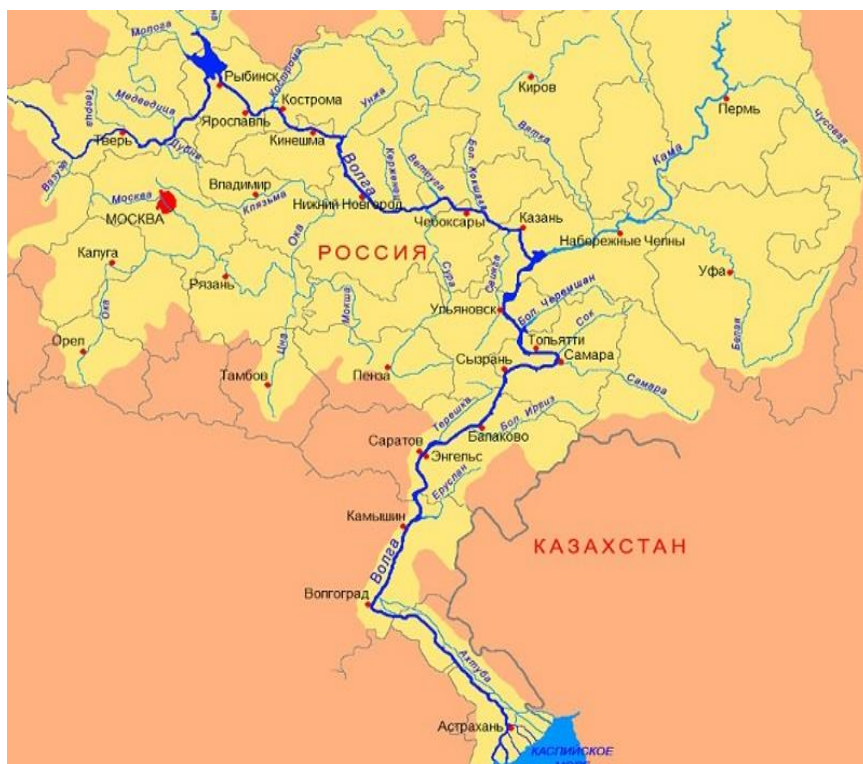 Молога
Рыбинск
Кострома
Кострома
Унжа
Киров
Пермь
Чусовая
Медведица
Тверца
Тверь
Дубна
Ярославль
Кинешма
Волга
Керженец
Ветлуга
Бол. Кокшага
Вятка
Кама
Вазуза
Москва
МОСКВА
Владимир
Клязьма
Нижний Новгород
Чебоксары
Казань
Набережные Челны
Калуга
Ока
РОССИЯ
Рязань
Сура
Свияга
Уфа
Ока
Мокша
Ульяновск
Бол. Черемшан
Сок
Белая
Орел
Цна
Тольятти
Тамбов
Пенза
Сызрань
Самара
Самара
Терешка
Бол. Иргиз
Балаково
Саратов
Энгельс
Еруслан
Камышин
КАЗАХСТАН
Волга
Волгоград
Ахтуба
Астрахань
КАСПИЙСКОЕ